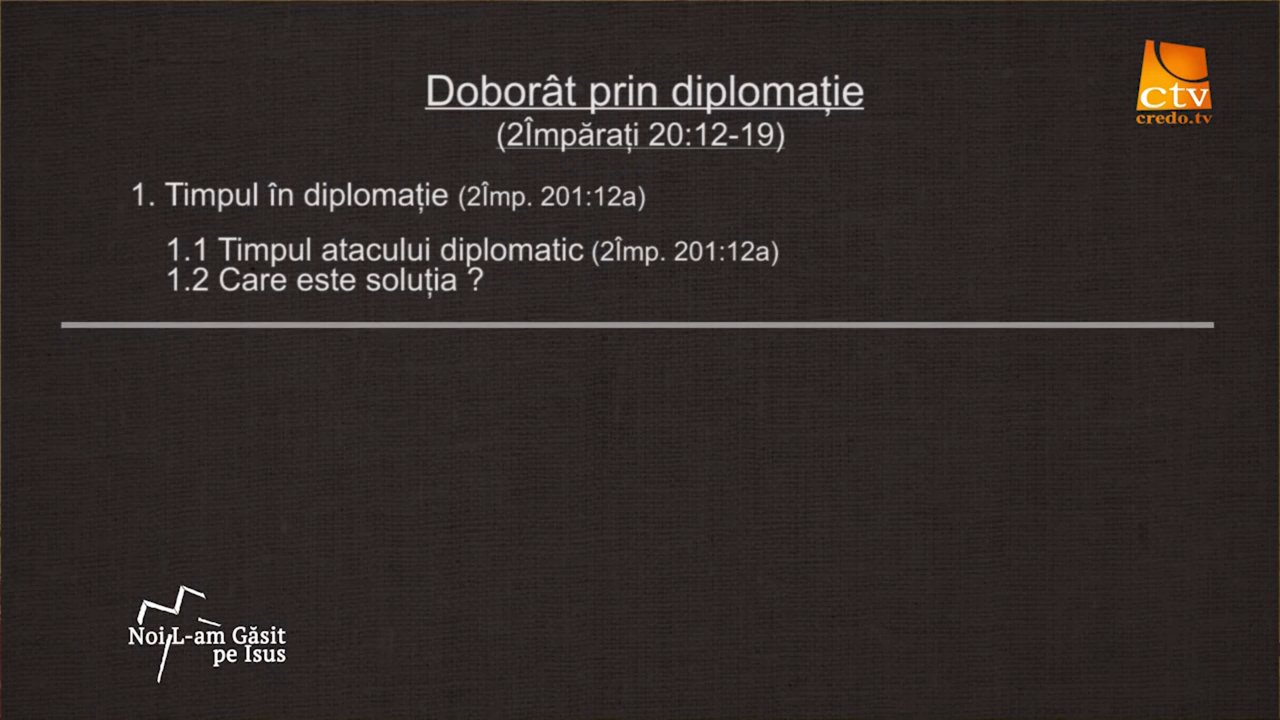 Doborât prin diplomație
(2Împărați 20:12-19)
1. Timpul în diplomație (2Împ. 201:12a)
1.1 Timpul atacului diplomatic (2Împ. 201:12a)
1.2 Care este soluția ?
ctv
credo.tv
Noi L-am Găsit
pe Isus